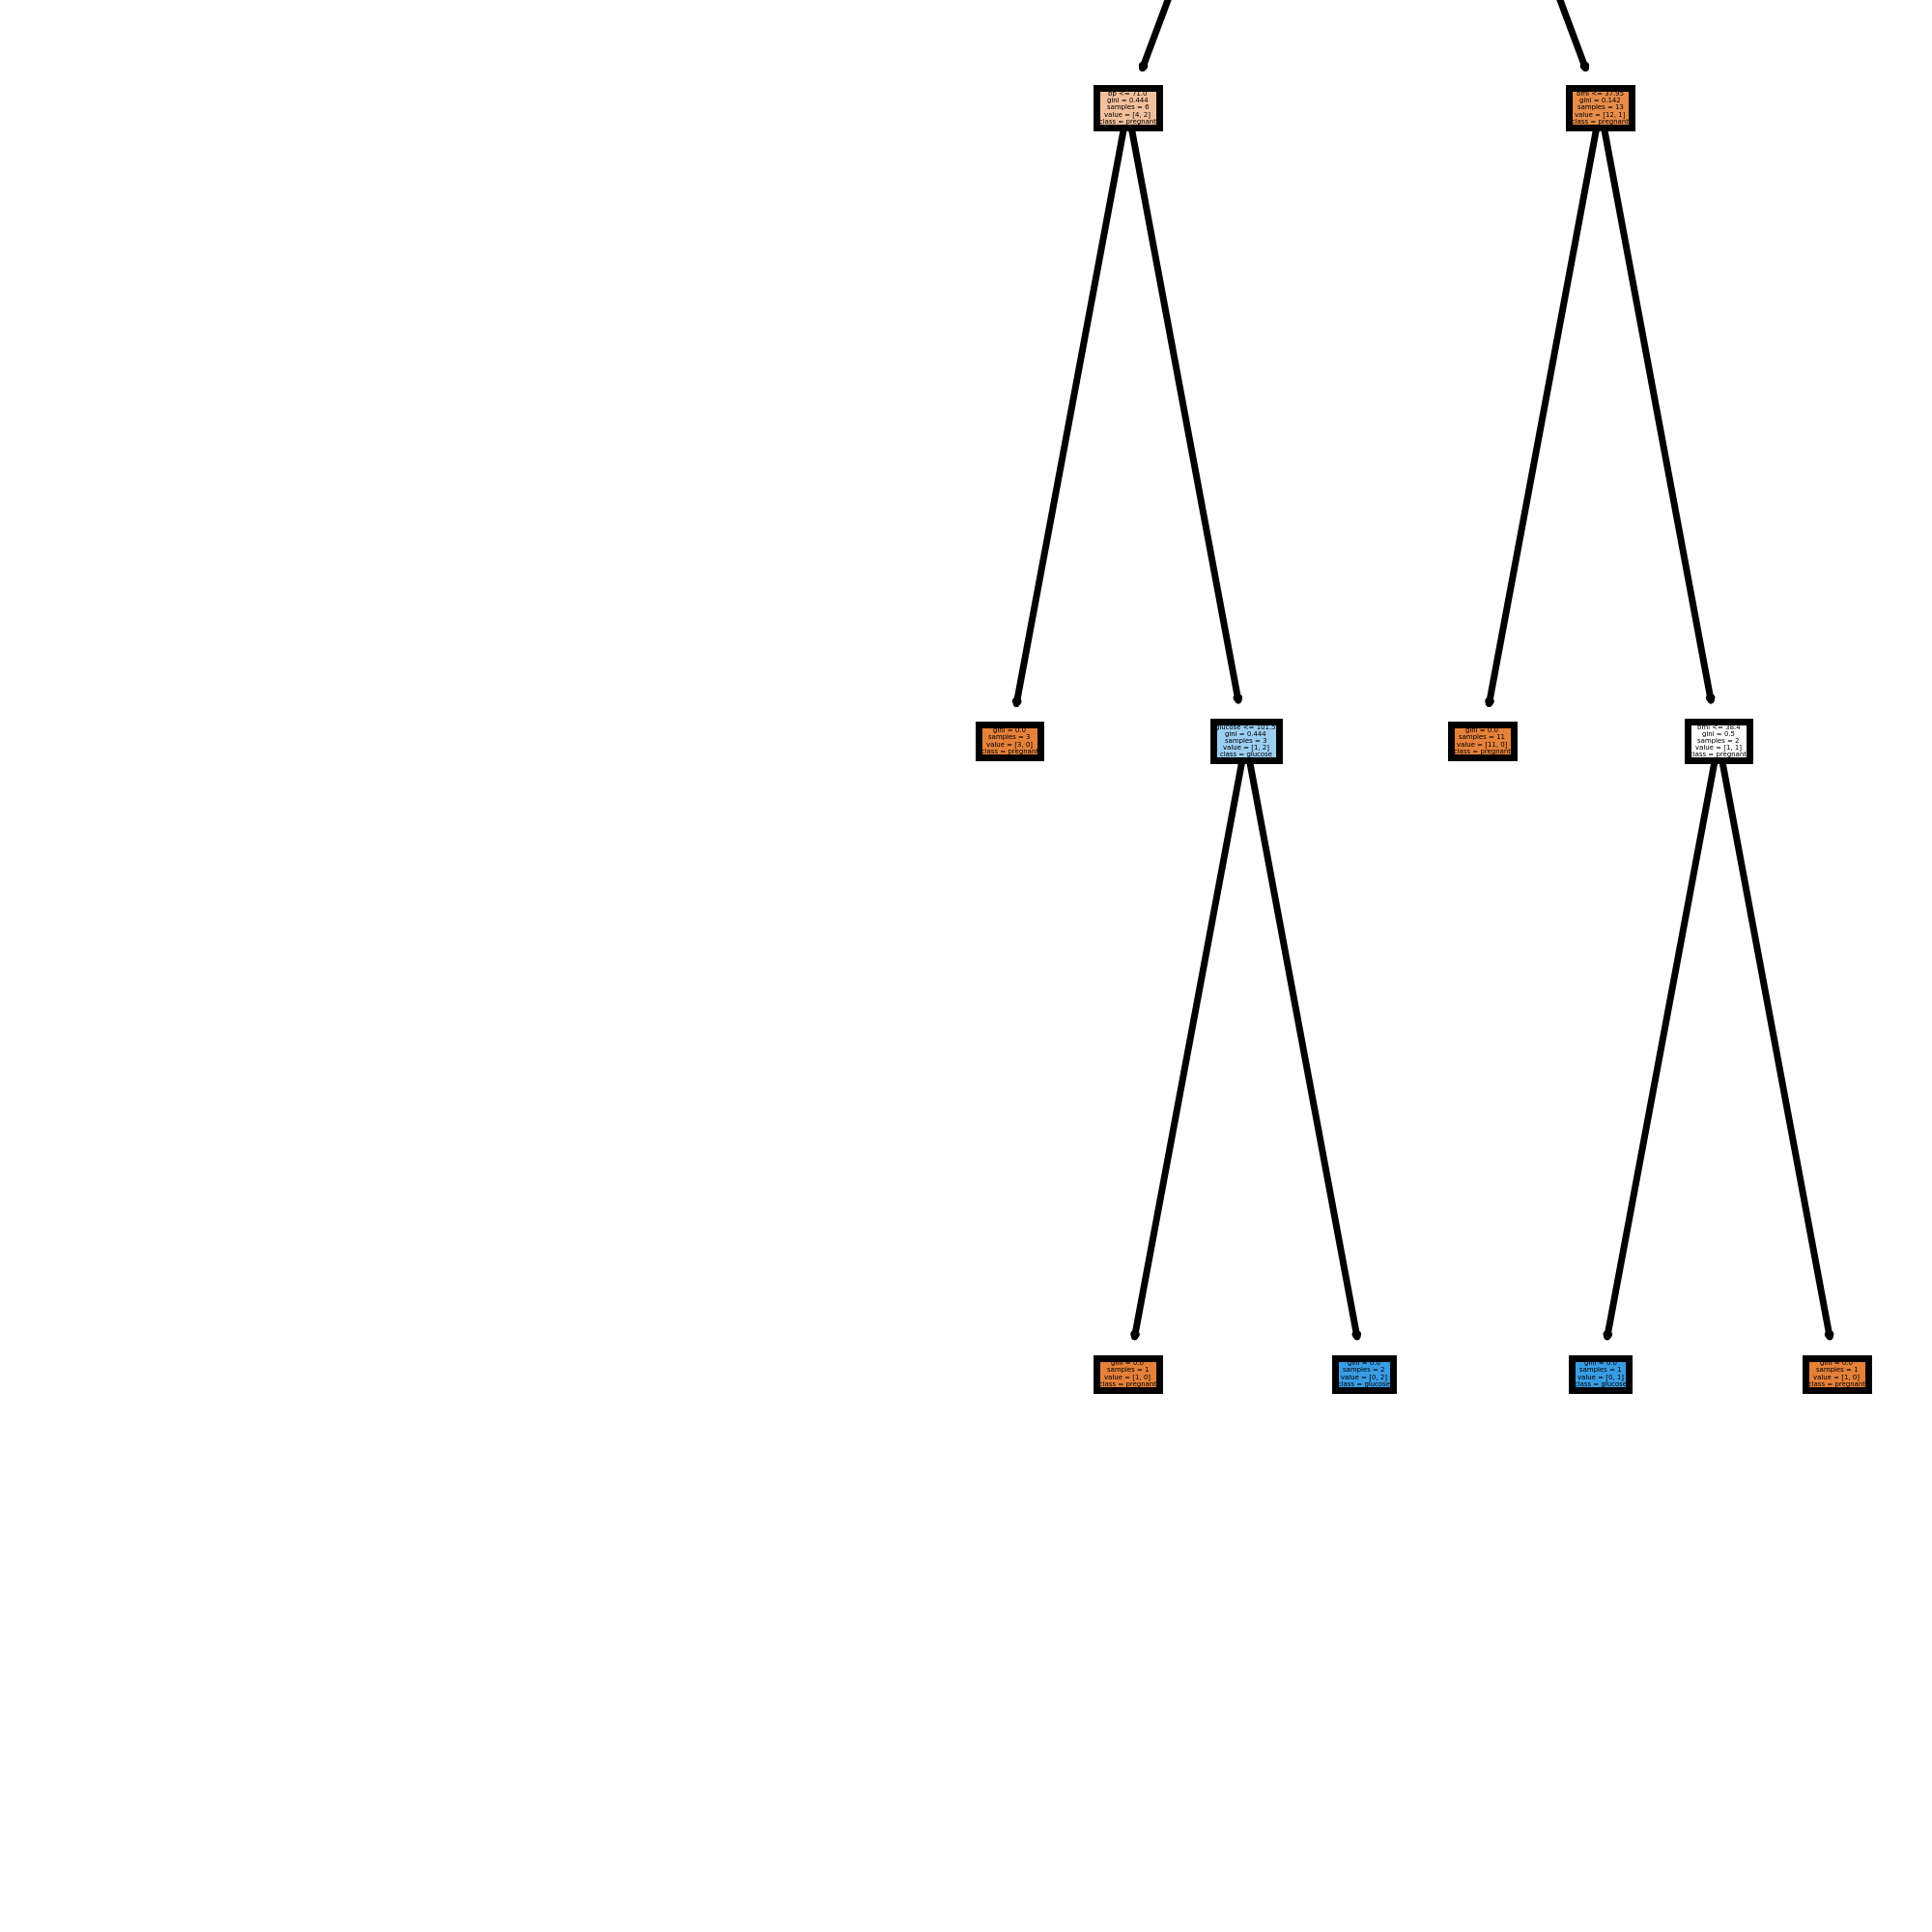 bp <= 71.0
gini = 0.444
samples = 6
value = [4, 2]
class = pregnant
bmi <= 37.95
gini = 0.142
samples = 13
value = [12, 1]
class = pregnant
gini = 0.0
samples = 3
value = [3, 0]
class = pregnant
glucose <=
gini = 0.444
samples = 3
value = [1, 2]
class = glucose
gini = 0.0
samples = 11
value = [11, 0]
class = pregnant
bmi <= 38.4
gini = 0.5
samples = 2
value = [1, 1]
class = pregnant
gini = 0.0
samples = 1
value = [1, 0]
class = pregnant
gini = 0.0
samples = 2
value = [0, 2]
class = glucose
gini = 0.0
samples = 1
value = [0, 1]
class = glucose
gini = 0.0
samples = 1
value = [1, 0]
class = pregnant